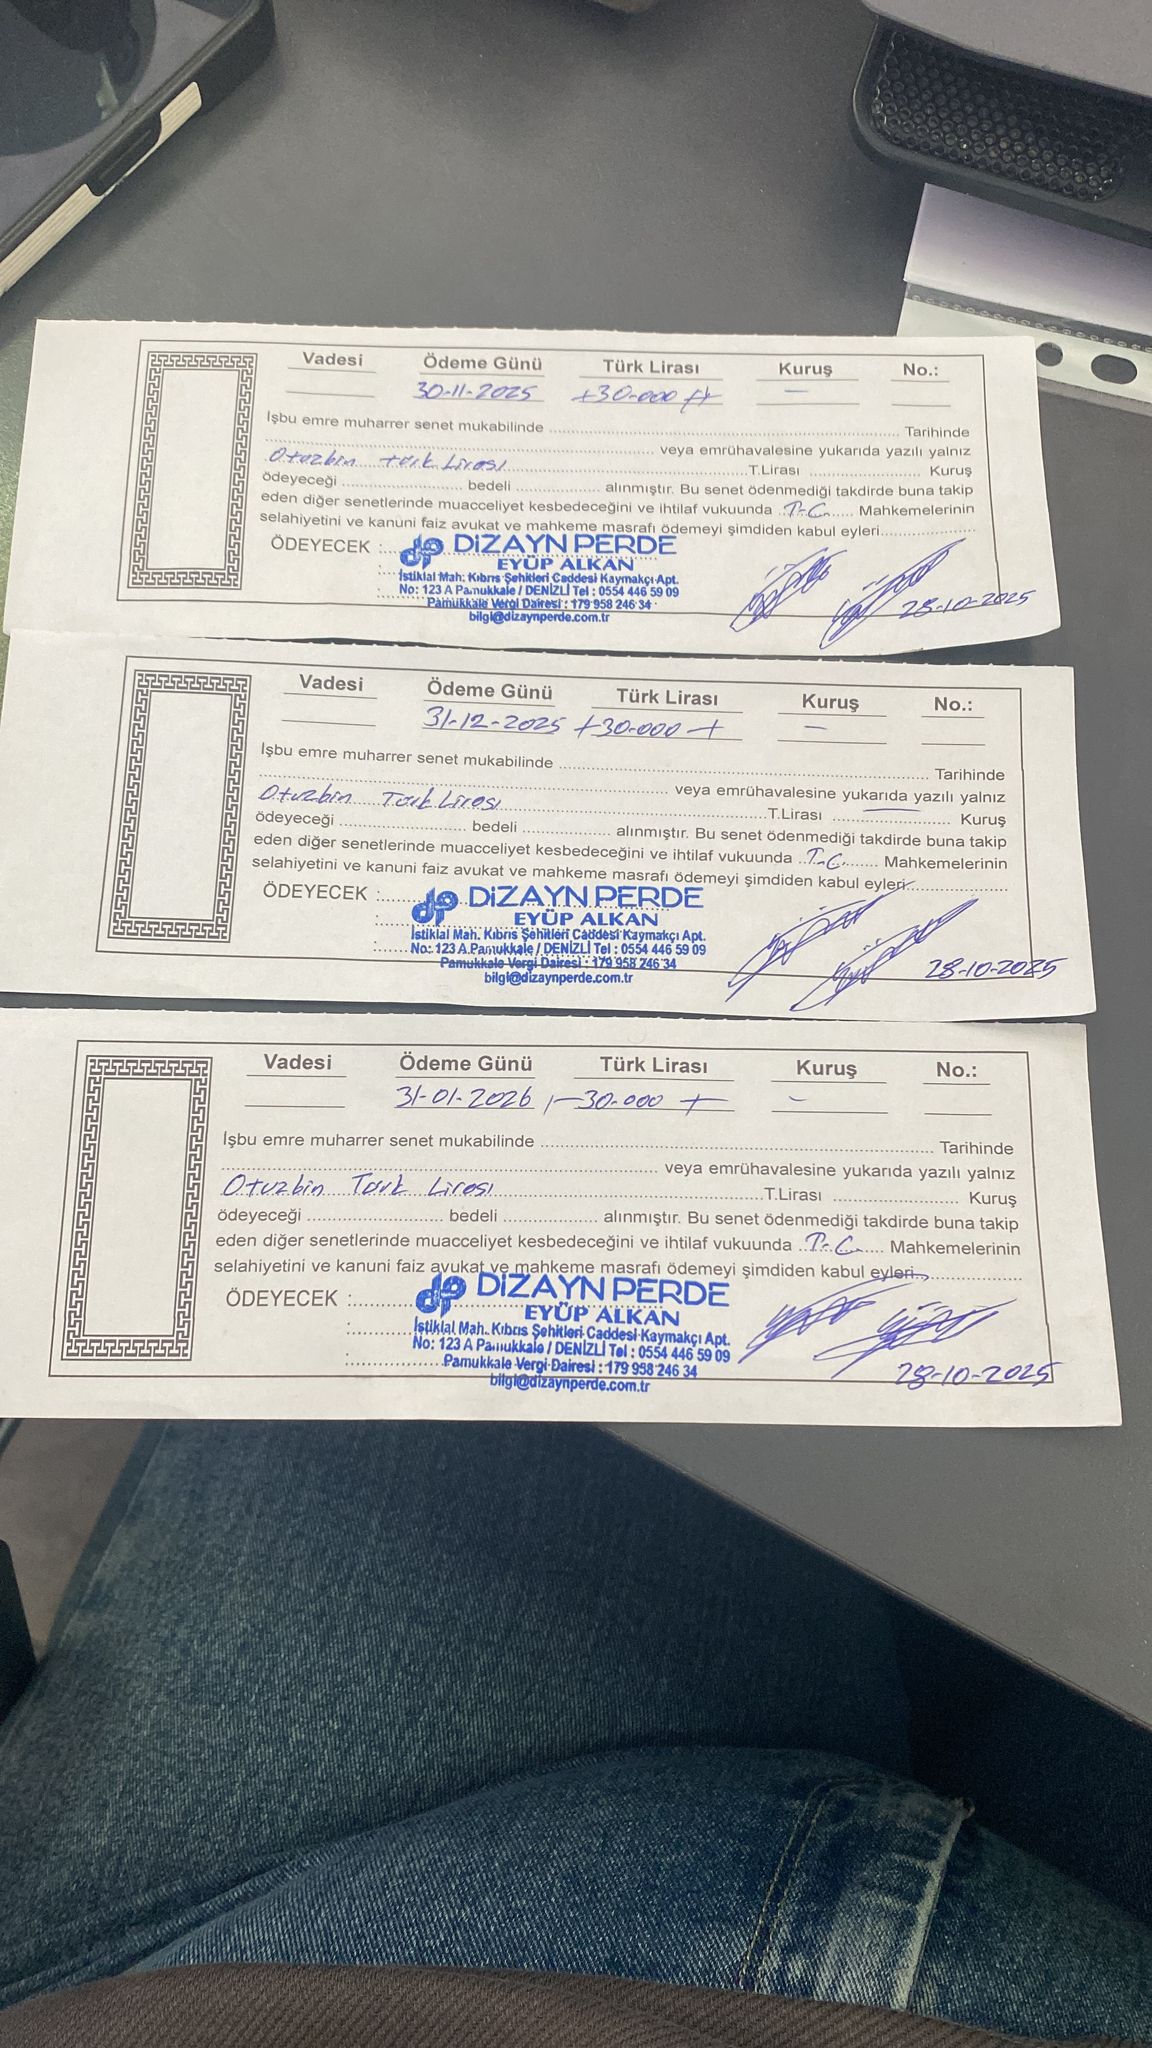 Vadesi Ödeme Günü Türk Lirası Kuruş No.:
30-11-2025 30-000 —
İşbu emre muharrer senet mukabilinde ........ Tarihinde
........ veya emrühavalesine yukarıda yazılı yalnız
Otuzbin türk Lirası ........ T.Lirası ........ Kuruş
ödeyeceği ........ bedeli ........ alınmıştır. Bu senet ödenmediği takdirde buna takip
eden diğer senetlerinde muacceliyet kesbedeceğini ve ihtilaf vukuunda T.C. Mahkemelerinin
selahiyetini ve kanuni faiz avukat ve mahkeme masrafı ödemeyi şimdiden kabul eyleri........
ÖDEYECEK : dp DİZAYN PERDE
EYÜP ALKAN
İstiklal Mah. Kıbrıs Şehitleri Caddesi Kaymakçı Apt.
No: 123 A Pamukkale / DENİZLİ Tel : 0554 446 59 09
Pamukkale Vergi Dairesi : 179 958 246 34
bilgi@dizaynperde.com.tr
28-10-2025
Vadesi Ödeme Günü Türk Lirası Kuruş No.:
31-12-2025 +30-000+ —
İşbu emre muharrer senet mukabilinde ........ Tarihinde
........ veya emrühavalesine yukarıda yazılı yalnız
Otuzbin Türk Lirası ........ T.Lirası ........ Kuruş
ödeyeceği ........ bedeli ........ alınmıştır. Bu senet ödenmediği takdirde buna takip
eden diğer senetlerinde muacceliyet kesbedeceğini ve ihtilaf vukuunda T.C. Mahkemelerinin
selahiyetini ve kanuni faiz avukat ve mahkeme masrafı ödemeyi şimdiden kabul eyleri........
ÖDEYECEK : dp DİZAYN PERDE
EYÜP ALKAN
İstiklal Mah. Kıbrıs Şehitleri Caddesi Kaymakçı Apt.
No: 123 A Pamukkale / DENİZLİ Tel : 0554 446 59 09
Pamukkale Vergi Dairesi : 179 958 246 34
bilgi@dizaynperde.com.tr
28-10-2025
Vadesi Ödeme Günü Türk Lirası Kuruş No.:
31-01-2026 30-000+ —
İşbu emre muharrer senet mukabilinde ........ Tarihinde
........ veya emrühavalesine yukarıda yazılı yalnız
Otuzbin Türk Lirası ........ T.Lirası ........ Kuruş
ödeyeceği ........ bedeli ........ alınmıştır. Bu senet ödenmediği takdirde buna takip
eden diğer senetlerinde muacceliyet kesbedeceğini ve ihtilaf vukuunda T.C. Mahkemelerinin
selahiyetini ve kanuni faiz avukat ve mahkeme masrafı ödemeyi şimdiden kabul eyleri........
ÖDEYECEK : dp DİZAYN PERDE
EYÜP ALKAN
İstiklal Mah. Kıbrıs Şehitleri Caddesi Kaymakçı Apt.
No: 123 A Pamukkale / DENİZLİ Tel : 0554 446 59 09
Pamukkale Vergi Dairesi : 179 958 246 34
bilgi@dizaynperde.com.tr
28-10-2025